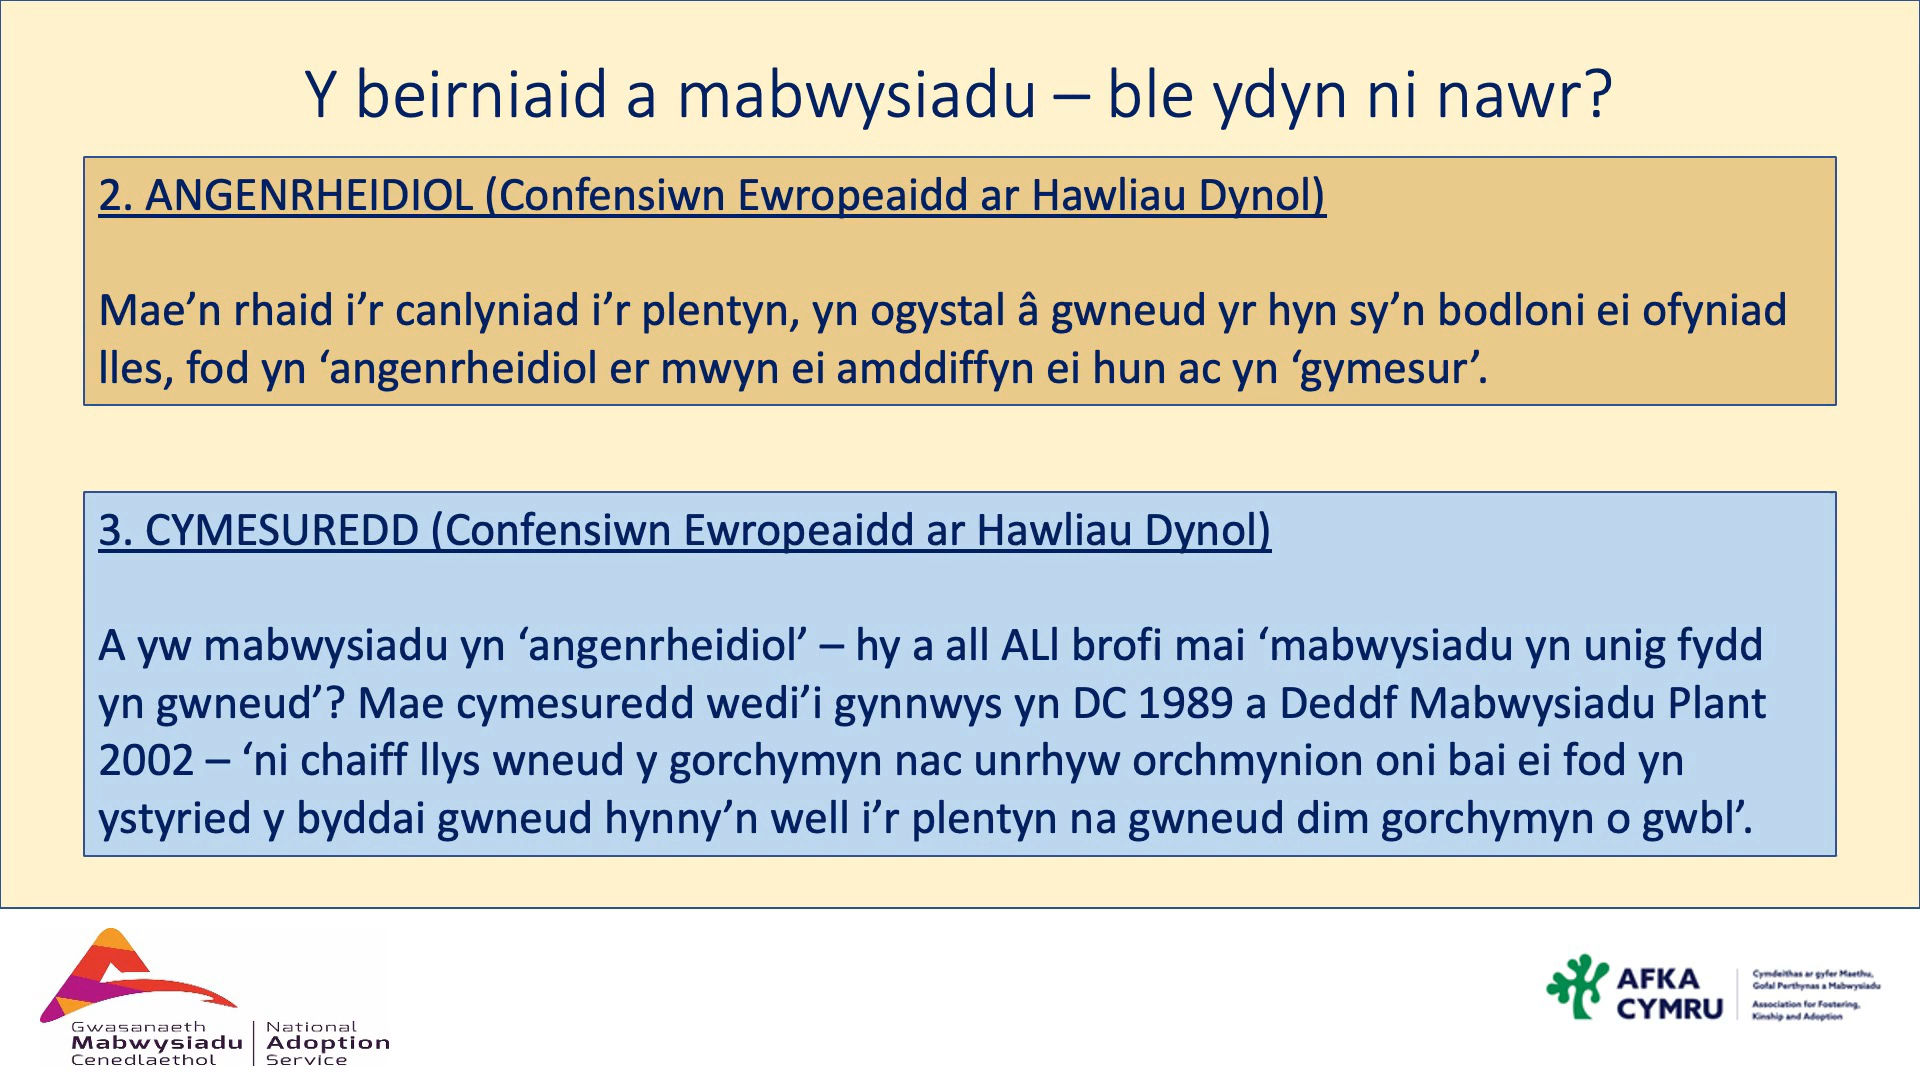 Y beirniaid a mabwysiadu – ble ydyn ni nawr?
2. ANGENRHEIDIOL (Confensiwn Ewropeaidd ar Hawliau Dynol)
Mae’n rhaid i’r canlyniad i’r plentyn, yn ogystal â gwneud yr hyn sy’n bodloni ei ofyniad
lles, fod yn ‘angenrheidiol er mwyn ei amddiffyn ei hun ac yn ‘gymesur’.
3. CYMESUREDD (Confensiwn Ewropeaidd ar Hawliau Dynol)
A yw mabwysiadu yn ‘angenrheidiol’ – hy a all ALl brofi mai ‘mabwysiadu yn unig fydd
yn gwneud’? Mae cymesuredd wedi’i gynnwys yn DC 1989 a Deddf Mabwysiadu Plant
2002 – ‘ni chaiff llys wneud y gorchymyn nac unrhyw orchmynion oni bai ei fod yn
ystyried y byddai gwneud hynny’n well i’r plentyn na gwneud dim gorchymyn o gwbl’.
Gwasanaeth
Mabwysiadu
Cenedlaethol
National
Adoption
Service
AFKA
CYMRU
Cymdeithas ar gyfer Maethu,
Gofal Perthynas a Mabwysiadu
Association for Fostering,
Kinship and Adoption